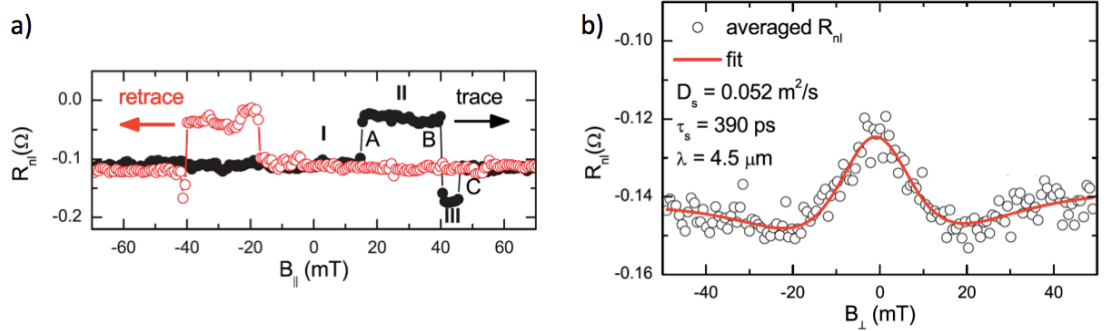 a)
0.0
-0.1
-0.2
R_nl(Ω)
retrace
I
II
trace
A
B
C
III
-60 -40 -20 0 20 40 60
B_|| (mT)
b)
-0.10
-0.12
-0.14
-0.16
R_nl(Ω)
averaged R_nl
fit
D_s = 0.052 m²/s
τ_s = 390 ps
λ = 4.5 μm
-40 -20 0 20 40
B_⊥ (mT)